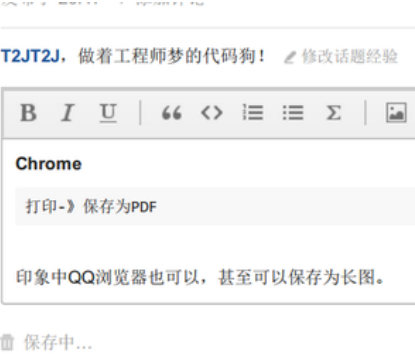 T2JT2J，做着工程师梦的代码狗！ 修改话题经验
B I U “ <> Σ
Chrome
打印-》保存为PDF
印象中QQ浏览器也可以，甚至可以保存为长图。
保存中...